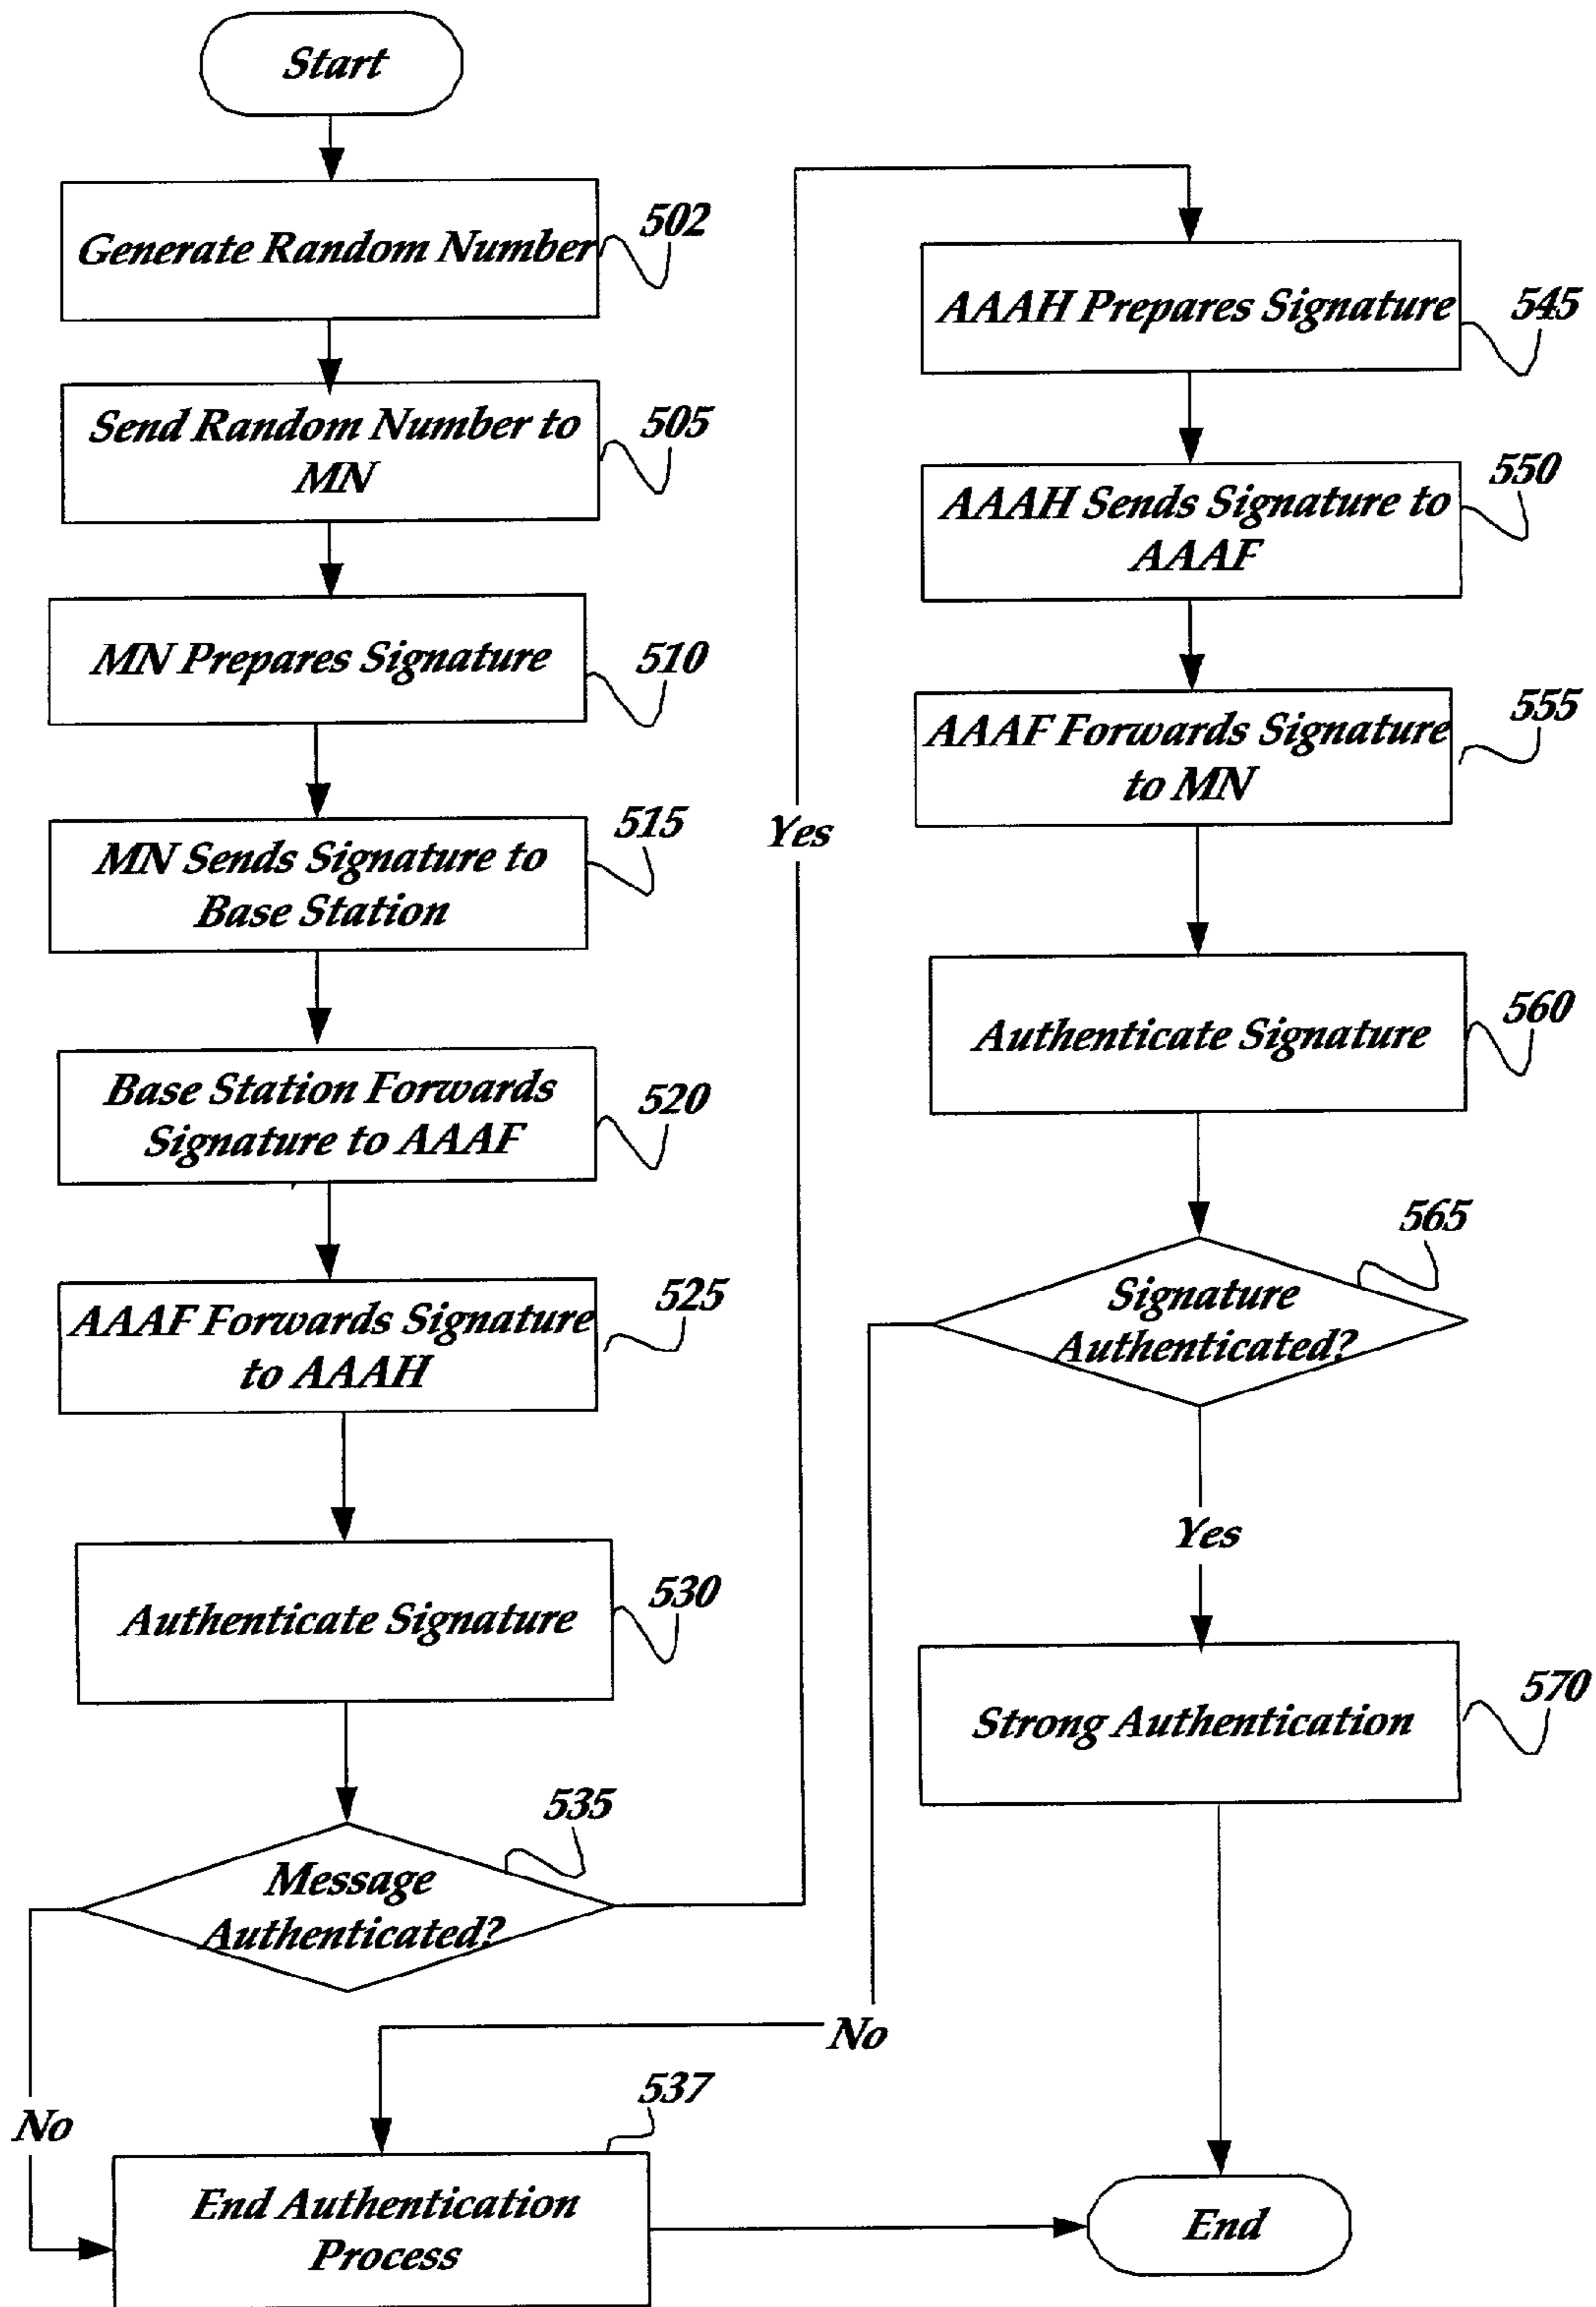 Start
Generate Random Number
502
Send Random Number to
MN
505
MN Prepares Signature
510
MN Sends Signature to
Base Station
515
Base Station Forwards
Signature to AAAF
520
AAAF Forwards Signature
to AAAH
525
Authenticate Signature
530
Message
Authenticated?
535
No
Yes
End Authentication
Process
537
AAAH Prepares Signature
545
AAAH Sends Signature to
AAAF
550
AAAF Forwards Signature
to MN
555
Authenticate Signature
560
Signature
Authenticated?
565
No
Yes
Strong Authentication
570
End